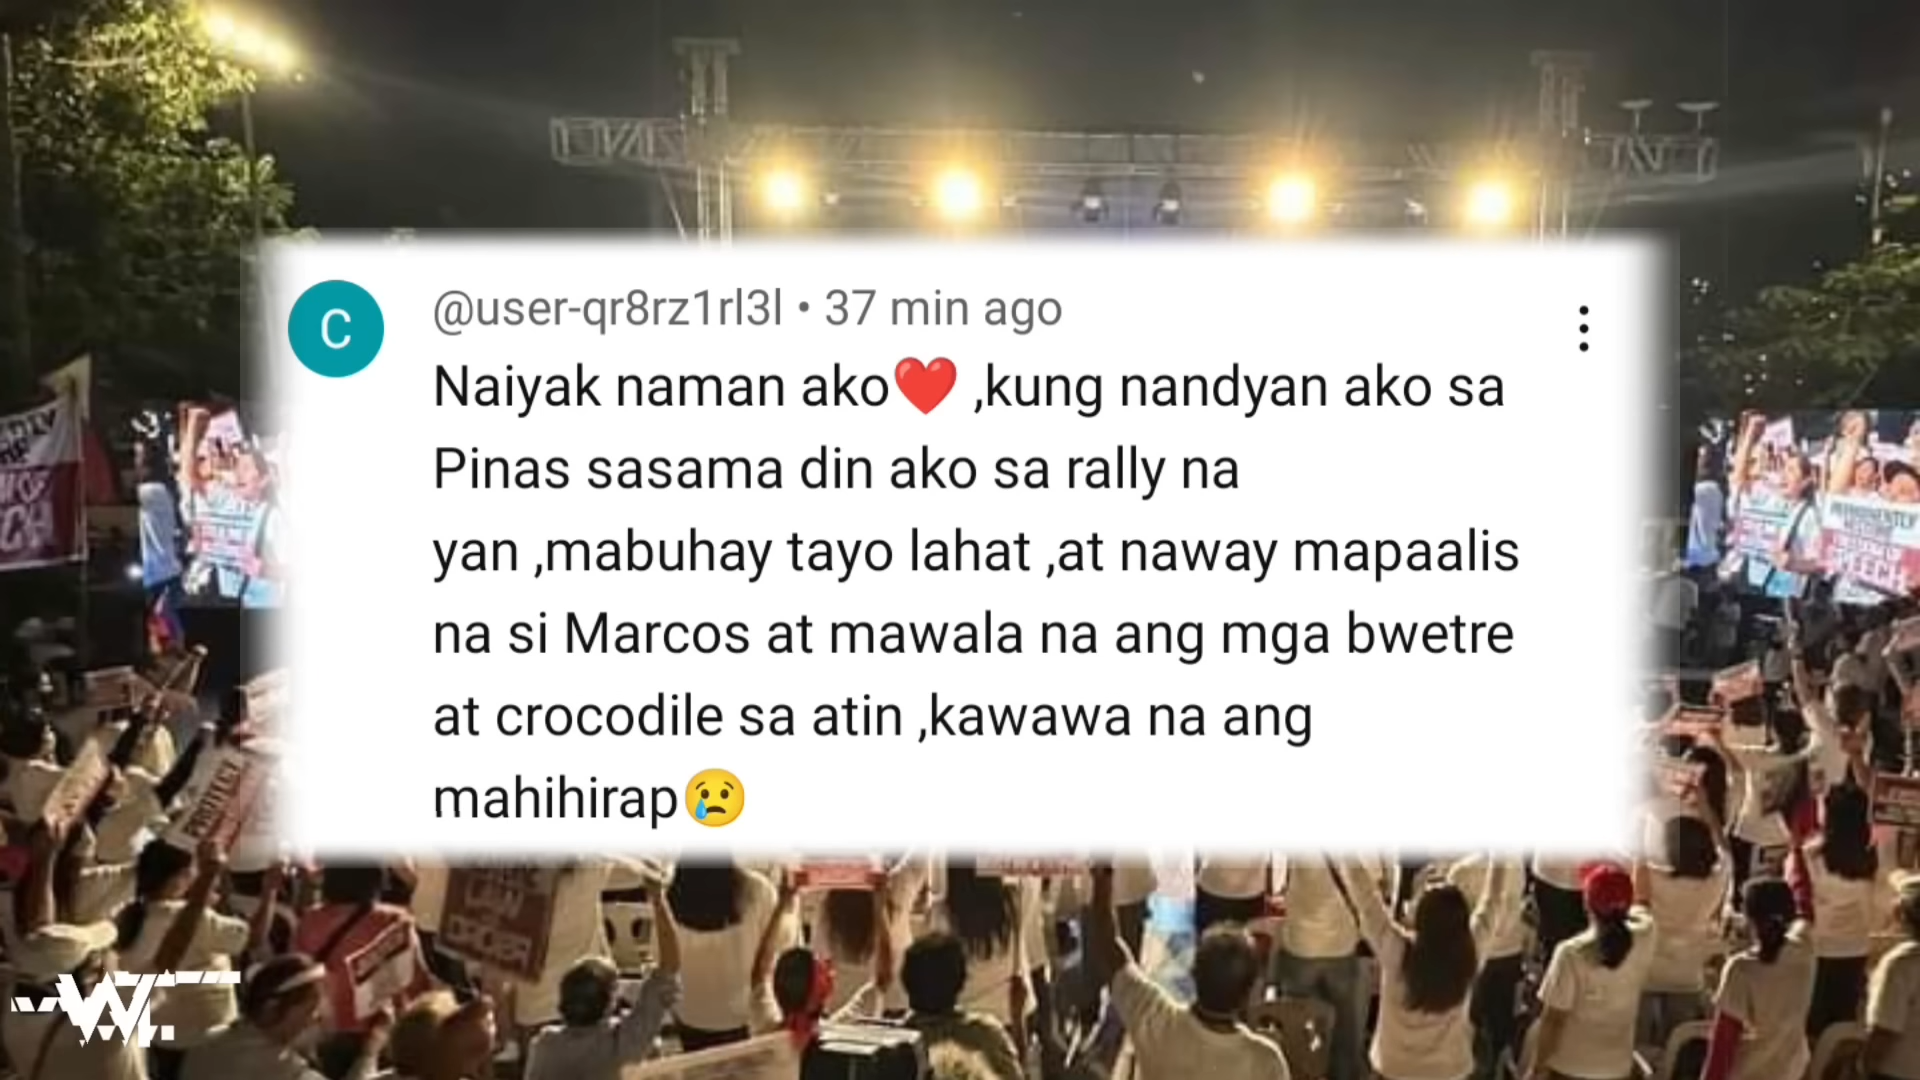 C
@user-qr8rz1rl3l • 37 min ago
Naiyak naman ako❤️ ,kung nandyan ako sa
Pinas sasama din ako sa rally na
yan ,mabuhay tayo lahat ,at naway mapaalis
na si Marcos at mawala na ang mga bwetre
at crocodile sa atin ,kawawa na ang
mahihirap😢